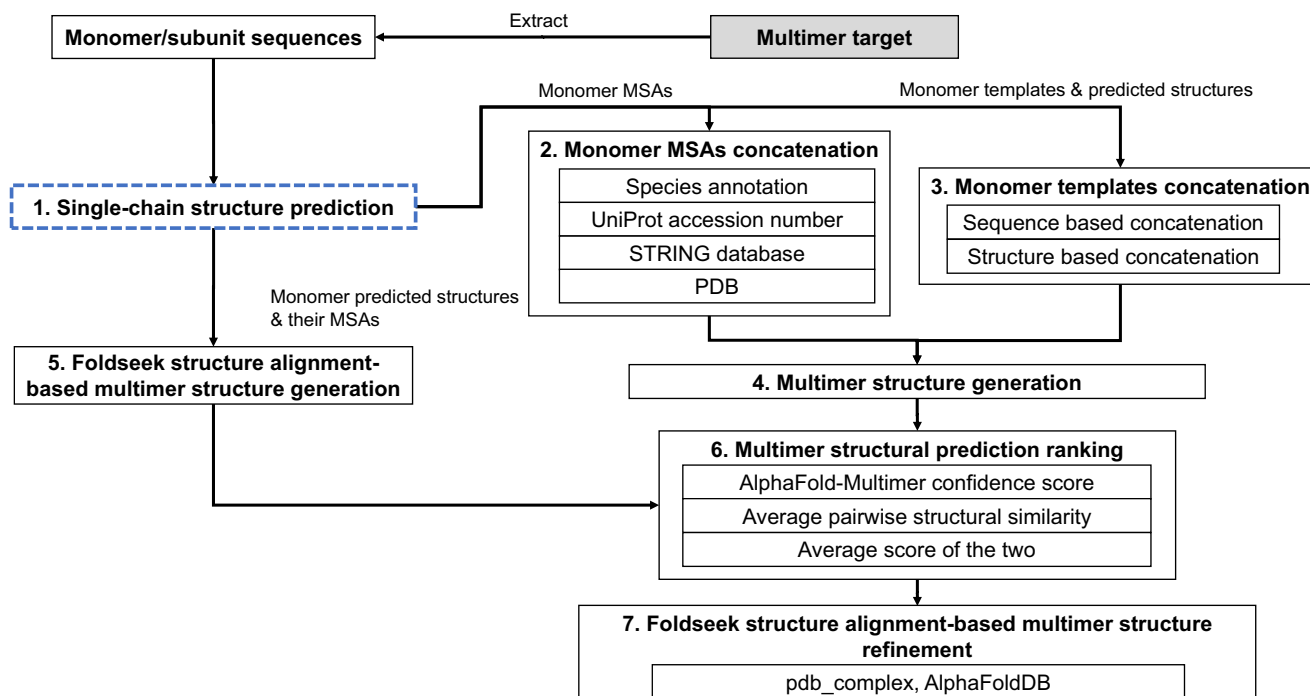 Extract
Monomer/subunit sequences
Multimer target
Monomer MSAs
Monomer templates & predicted structures
2. Monomer MSAs concatenation
Species annotation
UniProt accession number
STRING database
PDB
3. Monomer templates concatenation
Sequence based concatenation
Structure based concatenation
1. Single-chain structure prediction
Monomer predicted structures
& their MSAs
5. Foldseek structure alignment-
based multimer structure generation
4. Multimer structure generation
6. Multimer structural prediction ranking
AlphaFold-Multimer confidence score
Average pairwise structural similarity
Average score of the two
7. Foldseek structure alignment-based multimer structure
refinement
pdb_complex, AlphaFoldDB